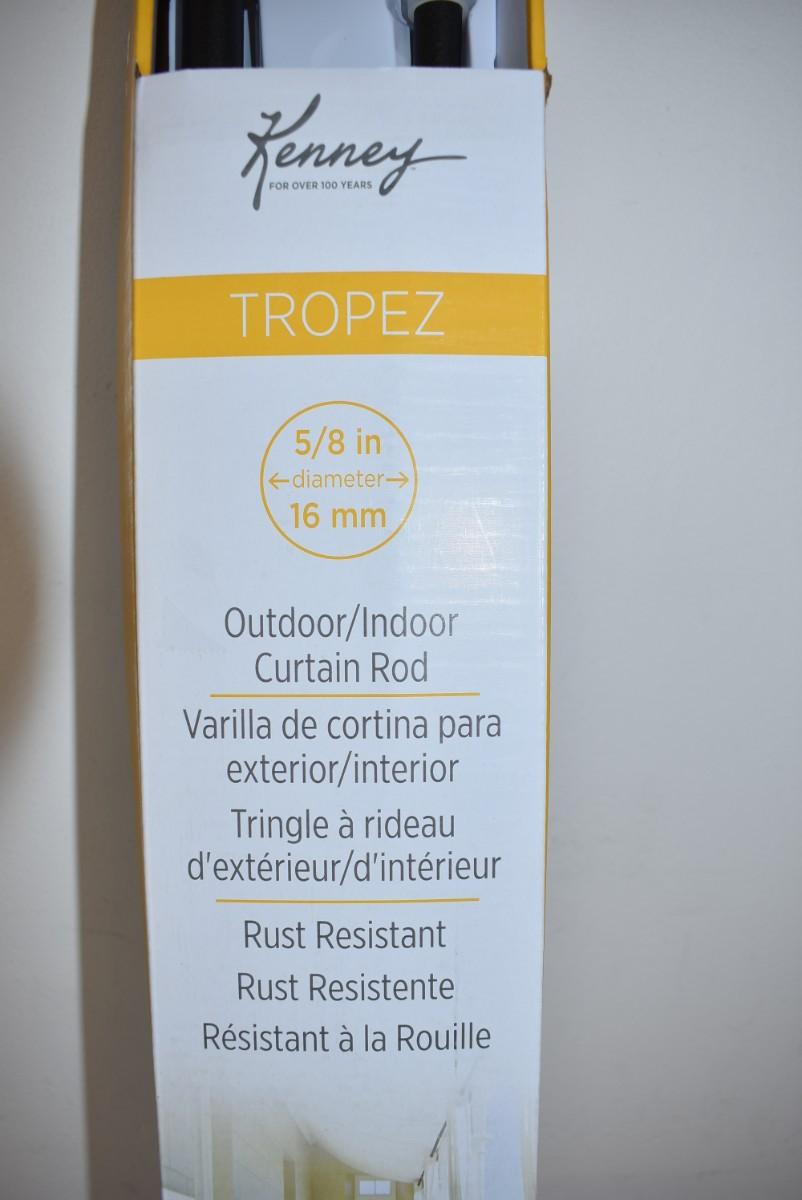 Kenney
FOR OVER 100 YEARS
TROPEZ
5/8 in
←diameter→
16 mm
Outdoor/Indoor
Curtain Rod
Varilla de cortina para
exterior/interior
Tringle à rideau
d'extérieur/d'intérieur
Rust Resistant
Rust Resistente
Résistant à la Rouille